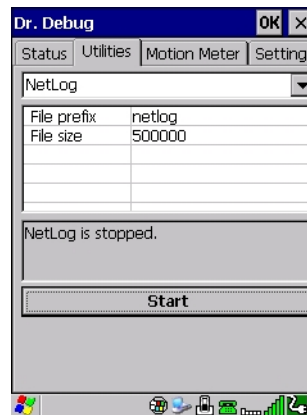 Dr. Debug OK
Status Utilities Motion Meter Setting
NetLog
File prefix netlog
File size 500000
NetLog is stopped.
Start